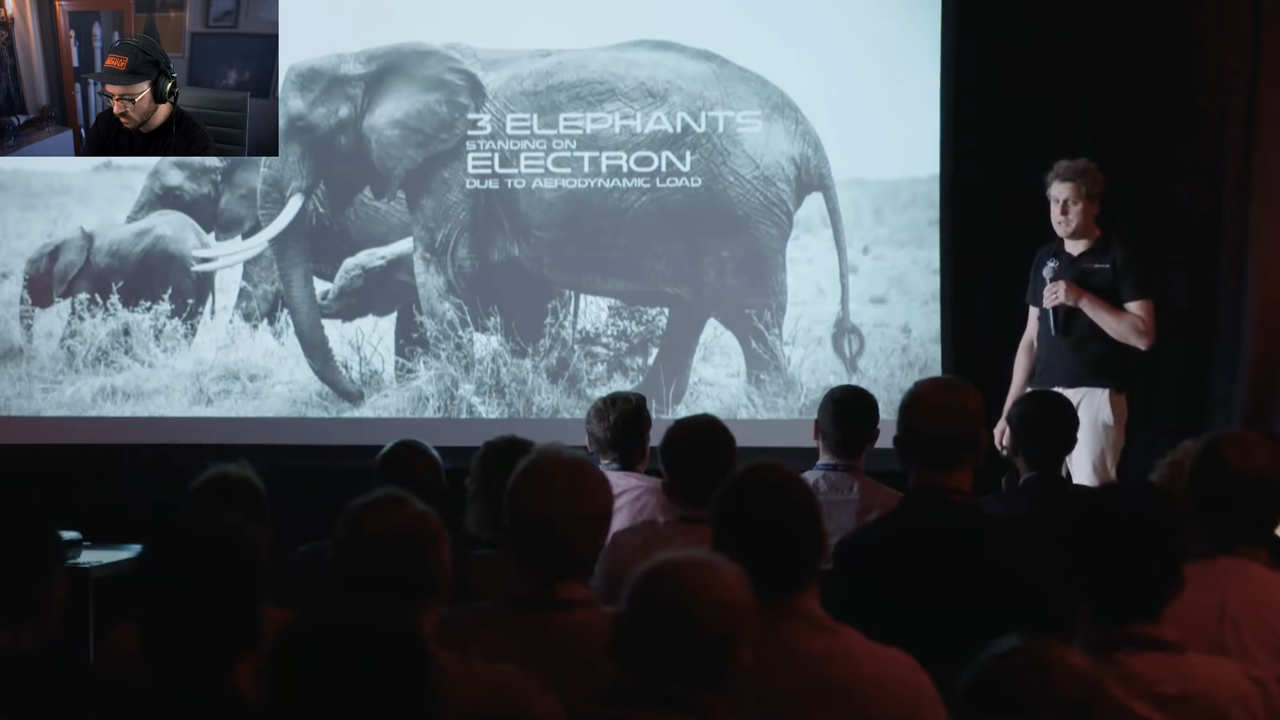 3 ELEPHANTS
STANDING ON
ELECTRON
DUE TO AERODYNAMIC LOAD